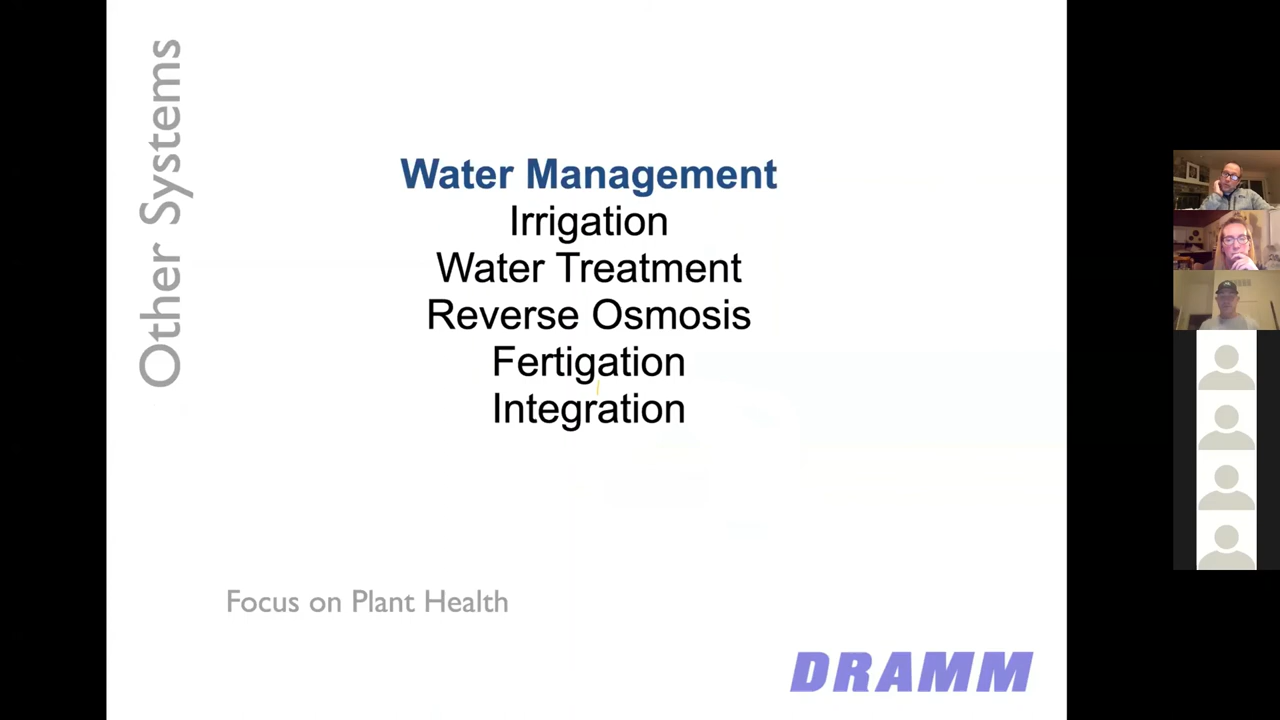 Other Systems
Water Management
Irrigation
Water Treatment
Reverse Osmosis
Fertigation
Integration
Focus on Plant Health
DRAMM